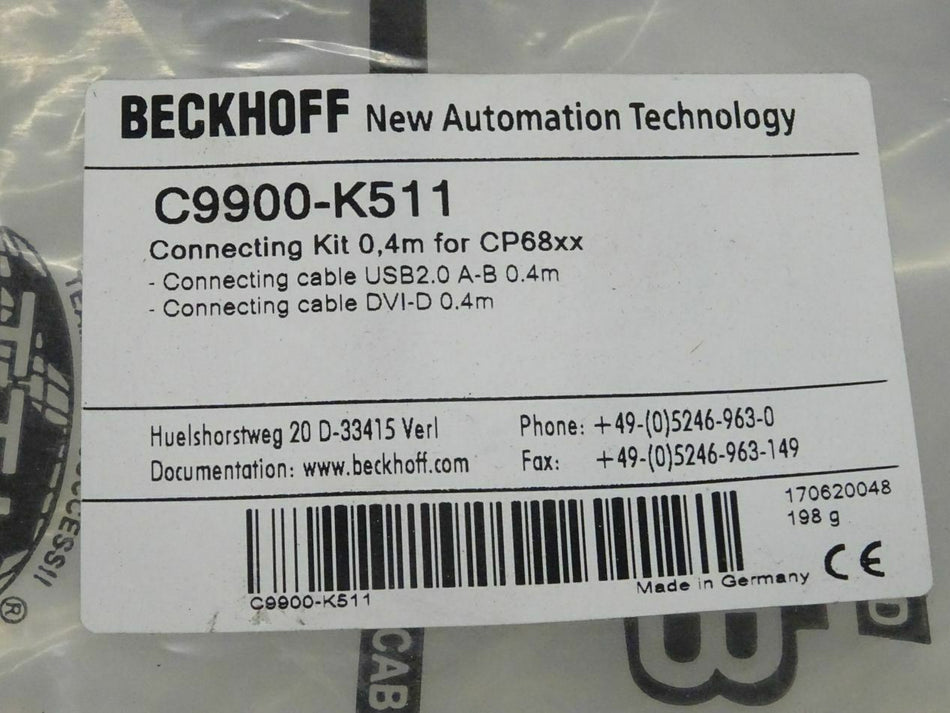 BECKHOFF New Automation Technology
C9900-K511
Connecting Kit 0,4m for CP68xx
- Connecting cable USB2.0 A-B 0.4m
- Connecting cable DVI-D 0.4m
Huelshorstweg 20 D-33415 Verl
Documentation: www.beckhoff.com
Phone: +49-(0)5246-963-0
Fax: +49-(0)5246-963-149
170620048
198 g
C9900-K511
Made in Germany
CE
®
CAB
B
D